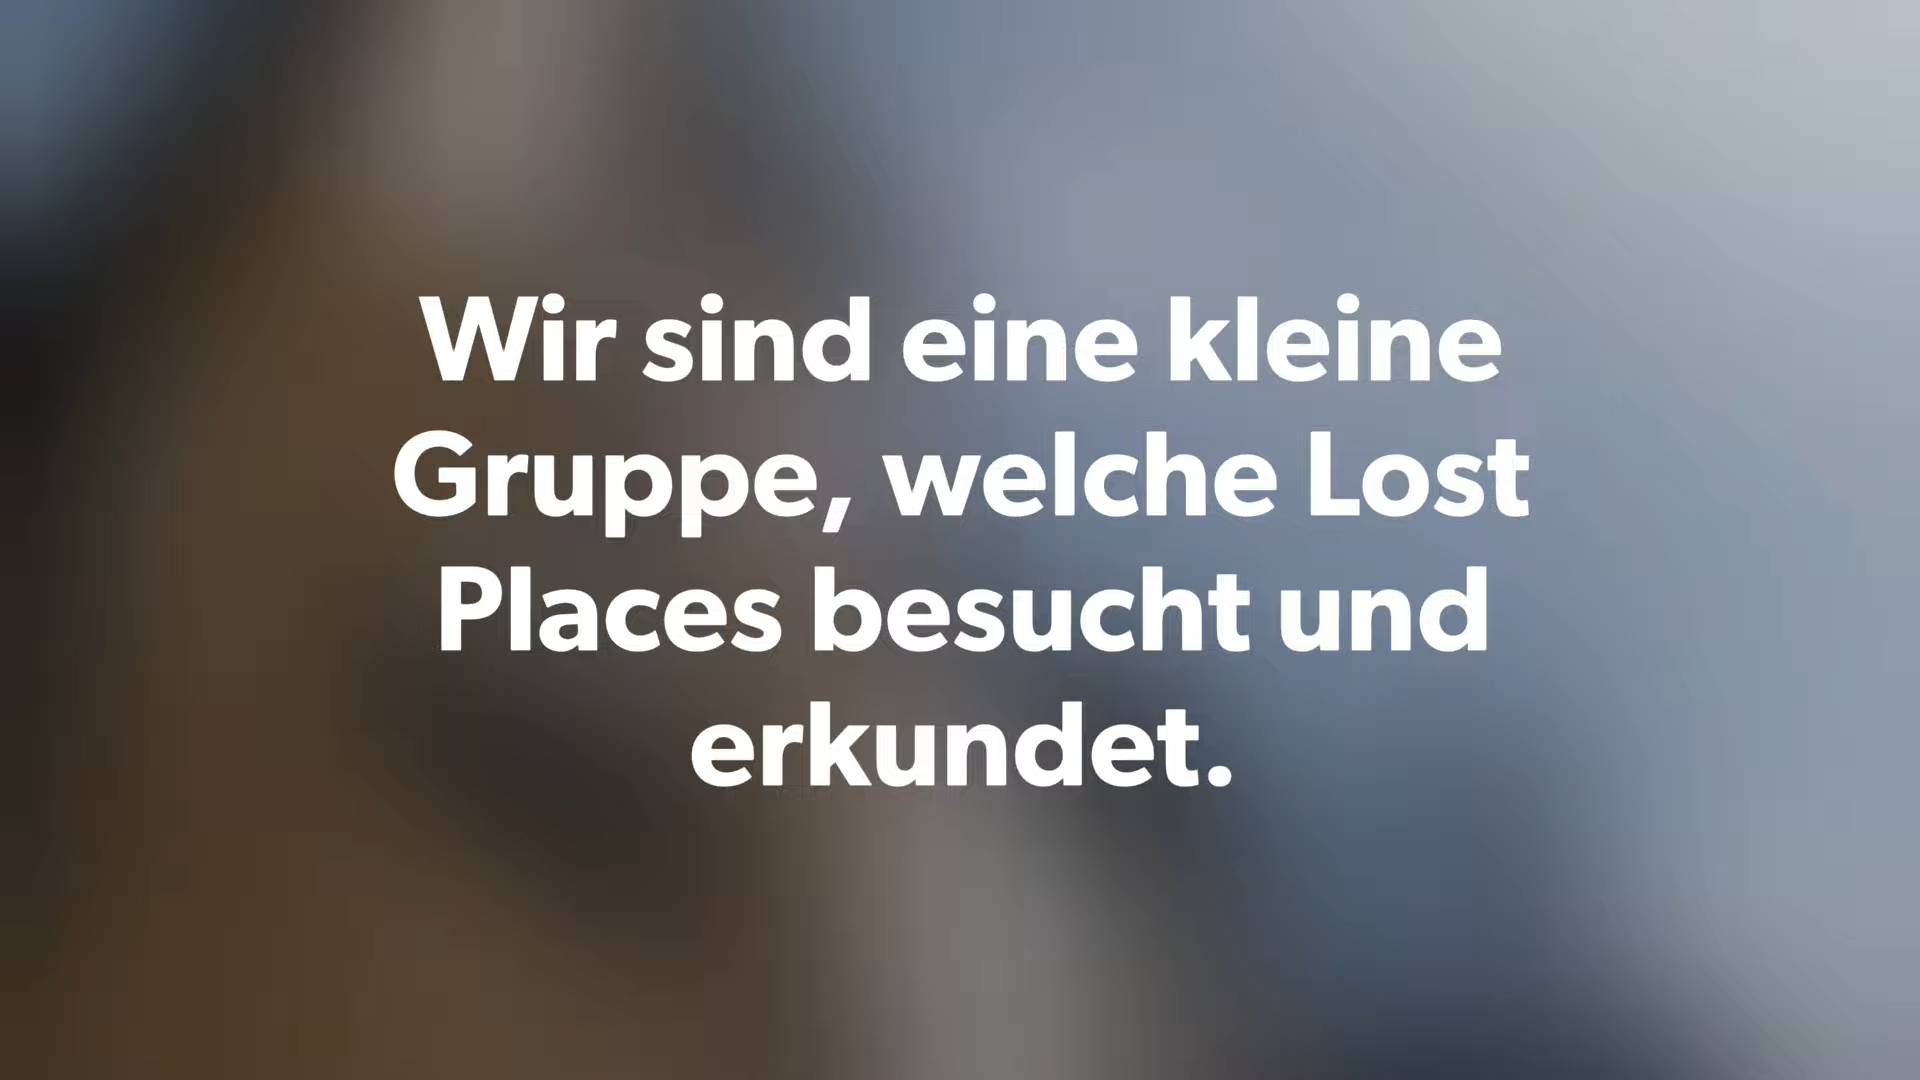 Wir sind eine kleine
Gruppe, welche Lost
Places besucht und
erkundet.